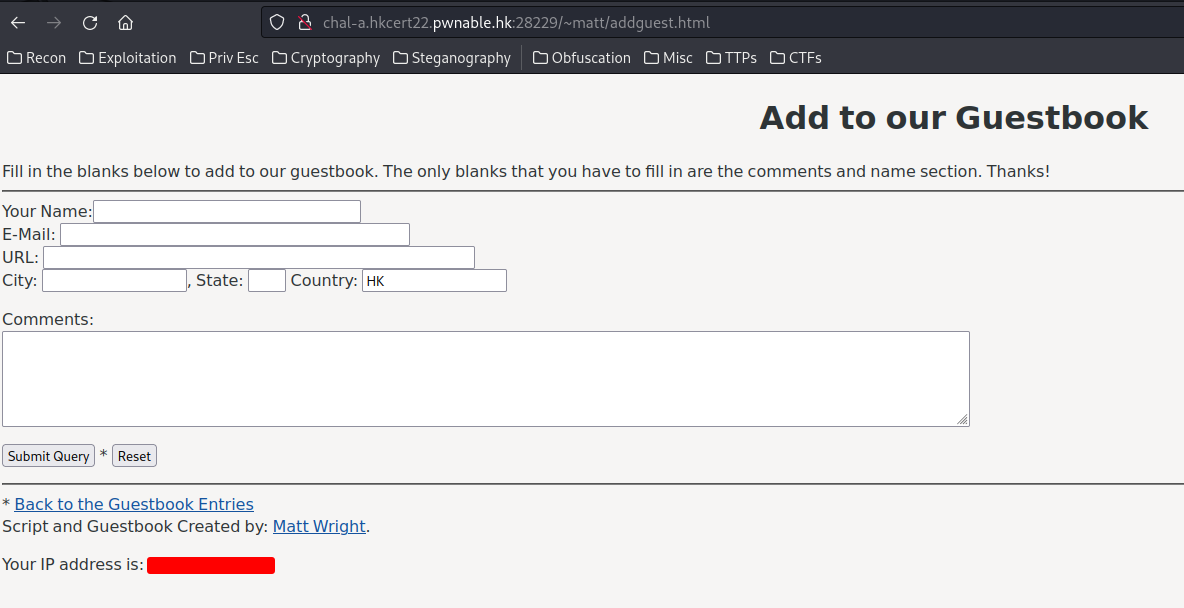 chal-a.hkcert22.pwnable.hk:28229/~matt/addguest.html
Recon Exploitation Priv Esc Cryptography Steganography Obfuscation Misc TTPs CTFs
Add to our Guestbook
Fill in the blanks below to add to our guestbook. The only blanks that you have to fill in are the comments and name section. Thanks!
Your Name:
E-Mail:
URL:
City: , State: Country: HK
Comments:
Submit Query * Reset
* Back to the Guestbook Entries
Script and Guestbook Created by: Matt Wright.
Your IP address is: